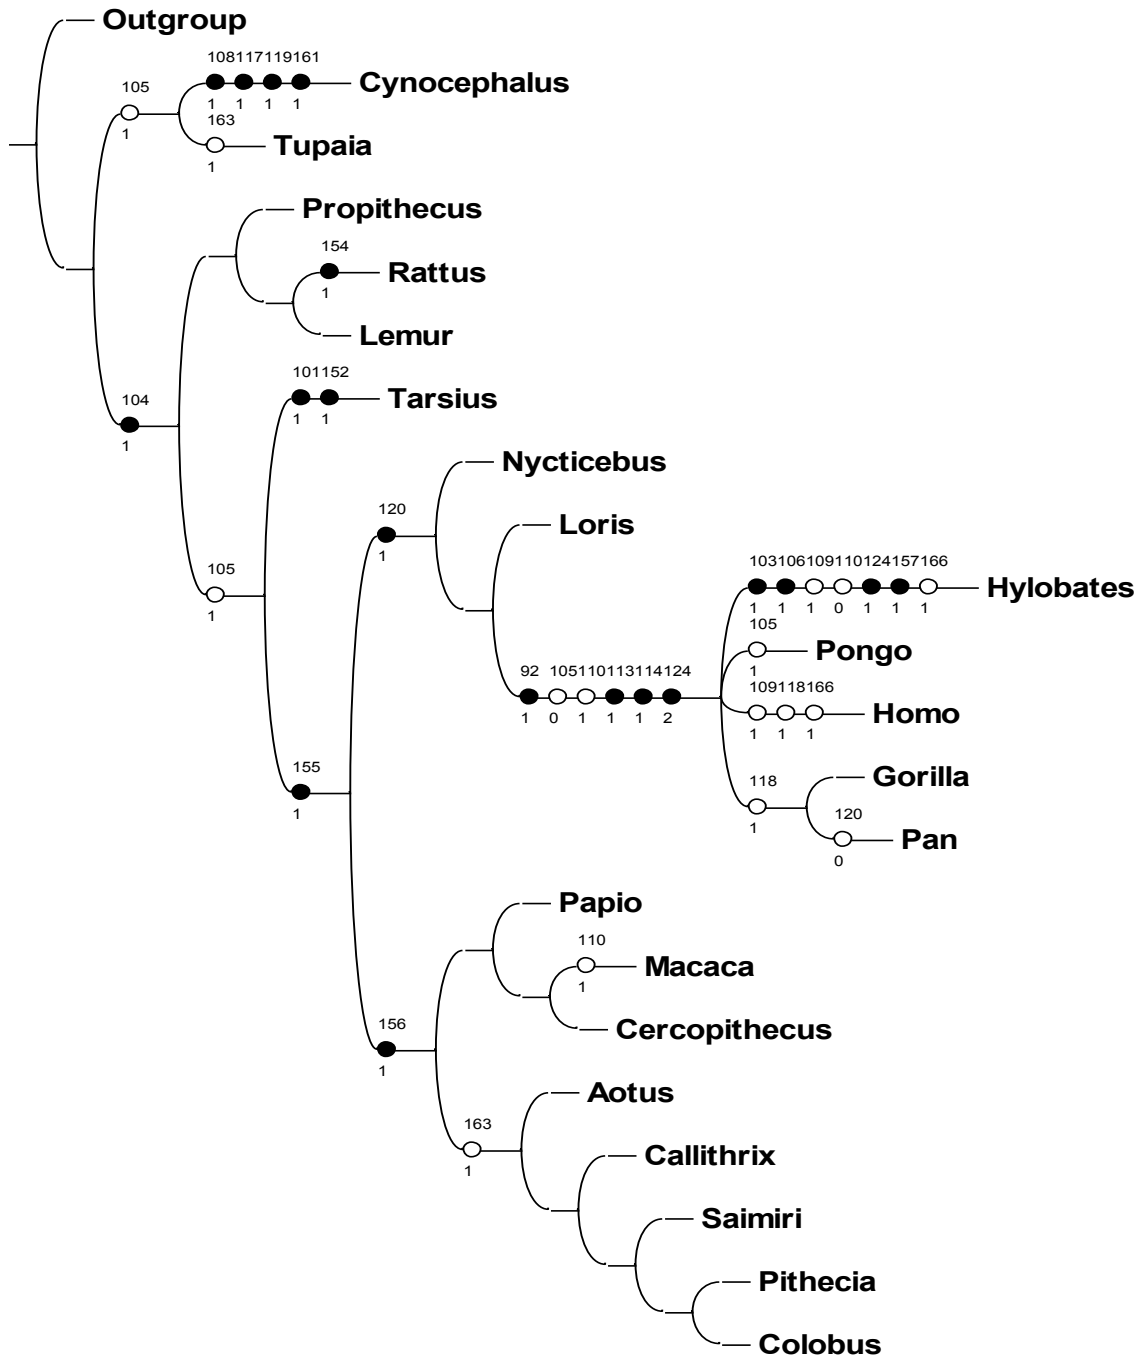 Outgroup
108117119161
Cynocephalus
105
1 1 1 1
1
163
Tupaia
1
Propithecus
154
Rattus
1
Lemur
101152
Tarsius
104
1 1
1
Nycticebus
120
Loris
1
103106109110124157166
105
Hylobates
1
1 1 1 0 1 1 1
105
Pongo
1
92 105110113114124
109118166
Homo
1 0 1 1 1 2
1 1 1
155
118
Gorilla
1
1
120
Pan
0
Papio
110
Macaca
1
156
Cercopithecus
1
Aotus
163
Callithrix
1
Saimiri
Pithecia
Colobus